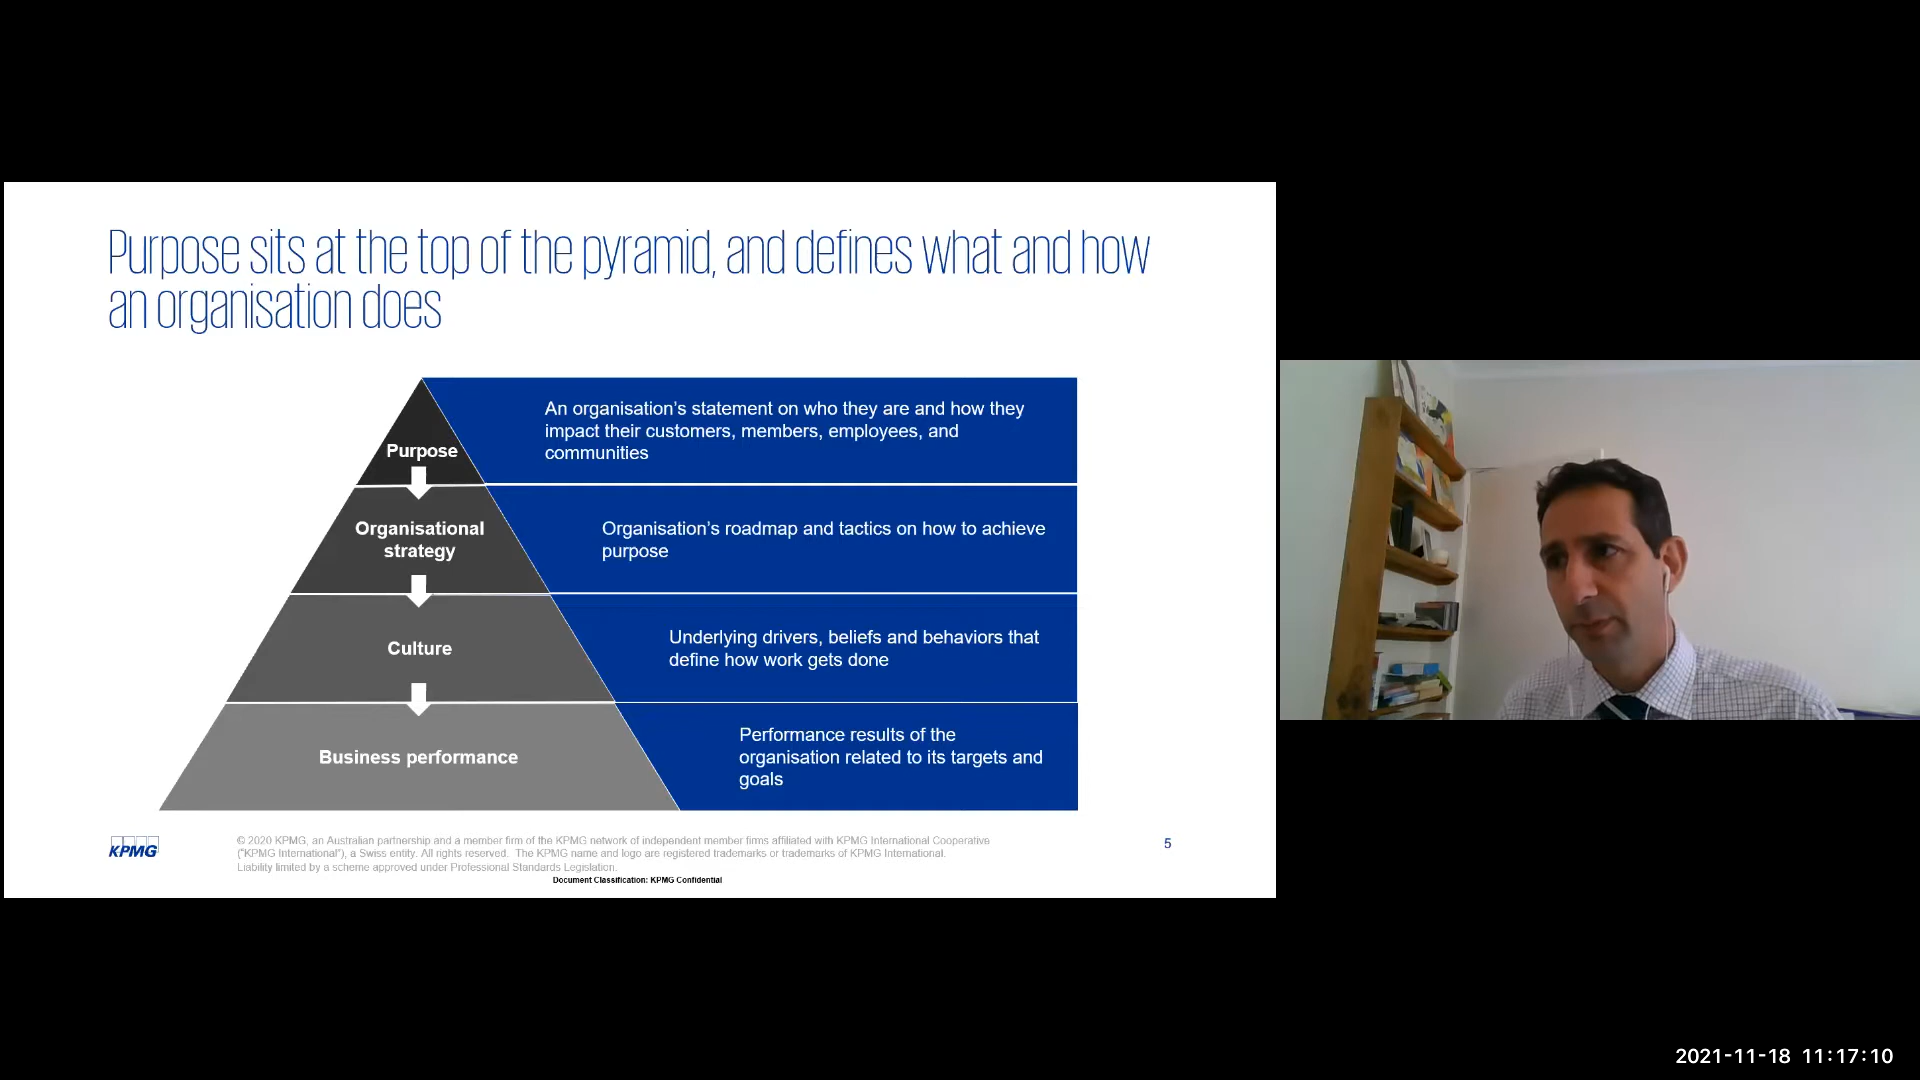 Purpose sits at the top of the pyramid, and defines what and how
an organisation does
Purpose
An organisation’s statement on who they are and how they
impact their customers, members, employees, and
communities
Organisational
strategy
Organisation’s roadmap and tactics on how to achieve
purpose
Culture
Underlying drivers, beliefs and behaviors that
define how work gets done
Business performance
Performance results of the
organisation related to its targets and
goals
KPMG
© 2020 KPMG, an Australian partnership and a member firm of the KPMG network of independent member firms affiliated with KPMG International Cooperative
("KPMG International"), a Swiss entity. All rights reserved. The KPMG name and logo are registered trademarks or trademarks of KPMG International.
Liability limited by a scheme approved under Professional Standards Legislation.
Document Classification: KPMG Confidential
5
2021-11-18 11:17:10